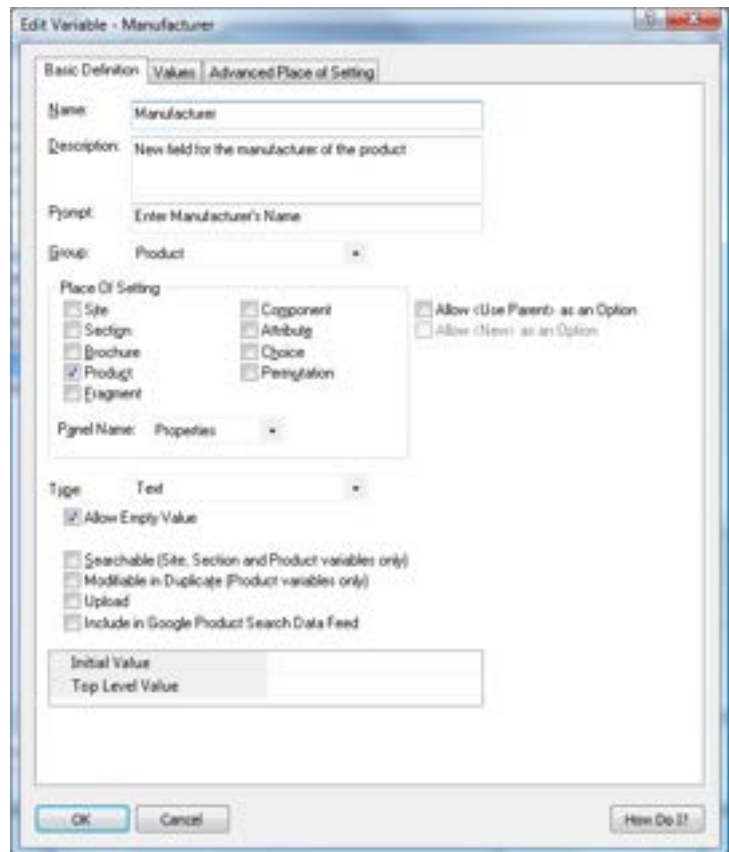 Edit Variable - Manufacturer
Basic Definition Values Advanced Place of Setting
Name: Manufacturer
Description: New field for the manufacturer of the product
Prompt: Enter Manufacturer's Name
Group: Product
Place Of Setting
Site Component Allow <Use Parent> as an Option
Section Attribute Allow <New> as an Option
Brochure Choice
Product Permutation
Fragment
Panel Name: Properties
Type Text
Allow Empty Value
Searchable (Site, Section and Product variables only)
Modifiable in Duplicate (Product variables only)
Upload
Include in Google Product Search Data Feed
Initial Value
Top Level Value
OK Cancel How Do I?